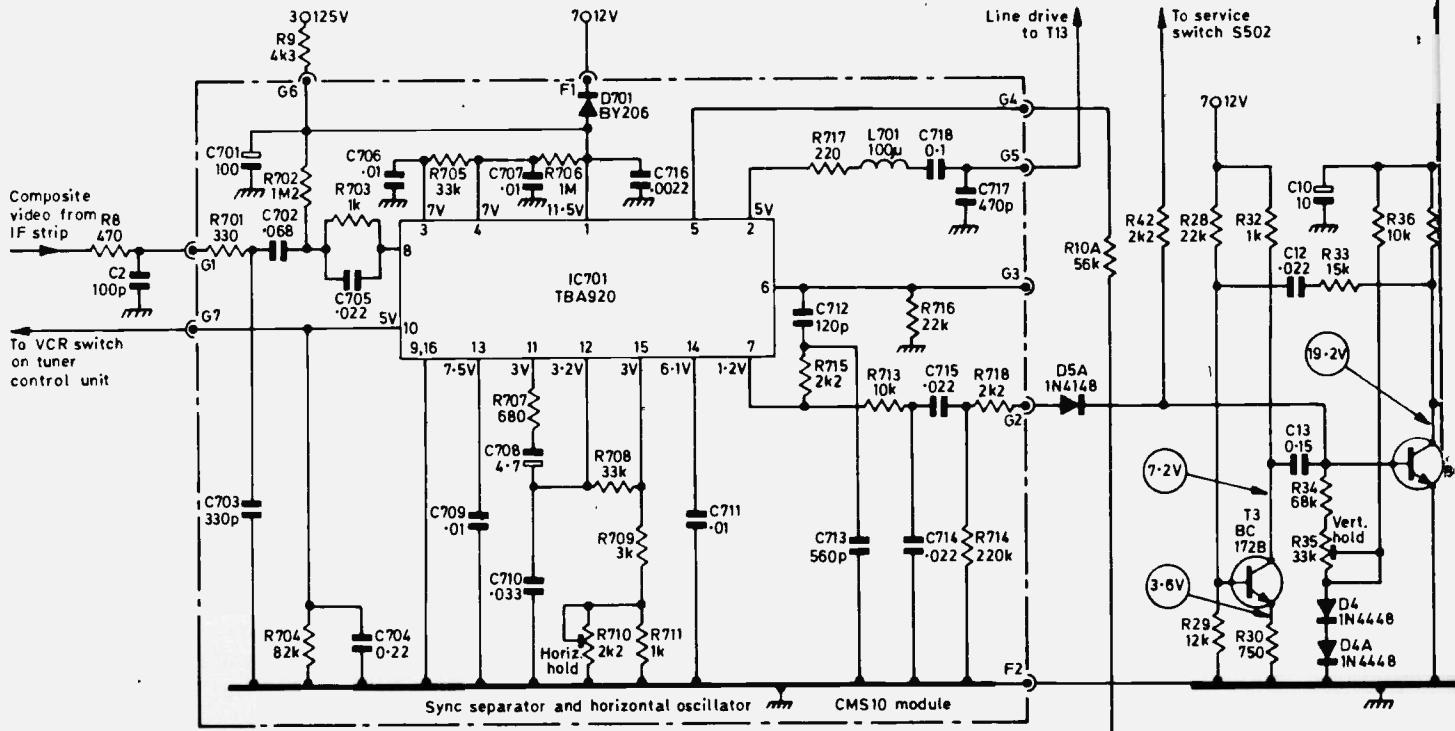 3 125V
7 12V
Line drive
to T13
To service
switch S502
R9
4k3
G6
F1
D701
BY206
G4
7 12V
C701
100
R702
1M2
C706
.01
R705
33k
C707
.01
R706
1M
C716
.0022
R717
220
L701
100µ
C718
0.1
G5
C717
470p
C10
10
Composite
video from
IF strip
R8
470
R701
330
C702
.068
R703
1k
7V
7V
11.5V
5V
3
4
1
5
2
R10A
56k
R42
2k2
R28
22k
R32
1k
R36
10k
C2
100p
G1
8
C705
.022
IC701
TBA920
6
G3
C12
.022
R33
15k
G7
5V
10
C712
120p
R716
22k
To VCR switch
on tuner
control unit
9,16
13
11
12
15
14
7
7.5V
3V
3.2V
3V
6.1V
1.2V
R715
2k2
R713
10k
C715
.022
R718
2k2
G2
D5A
1N4148
19.2V
R707
680
C708
4.7
R708
33k
C13
0.15
7.2V
R34
68k
C703
330p
C709
.01
R709
3k
C711
.01
C713
560p
C714
.022
R714
220k
T3
BC
172B
Vert.
hold
R35
33k
C710
.033
3.6V
R704
82k
C704
0.22
Horiz.
hold
R710
2k2
R711
1k
R29
12k
R30
750
D4
1N4448
D4A
1N4448
F2
Sync separator and horizontal oscillator
CMS10 module